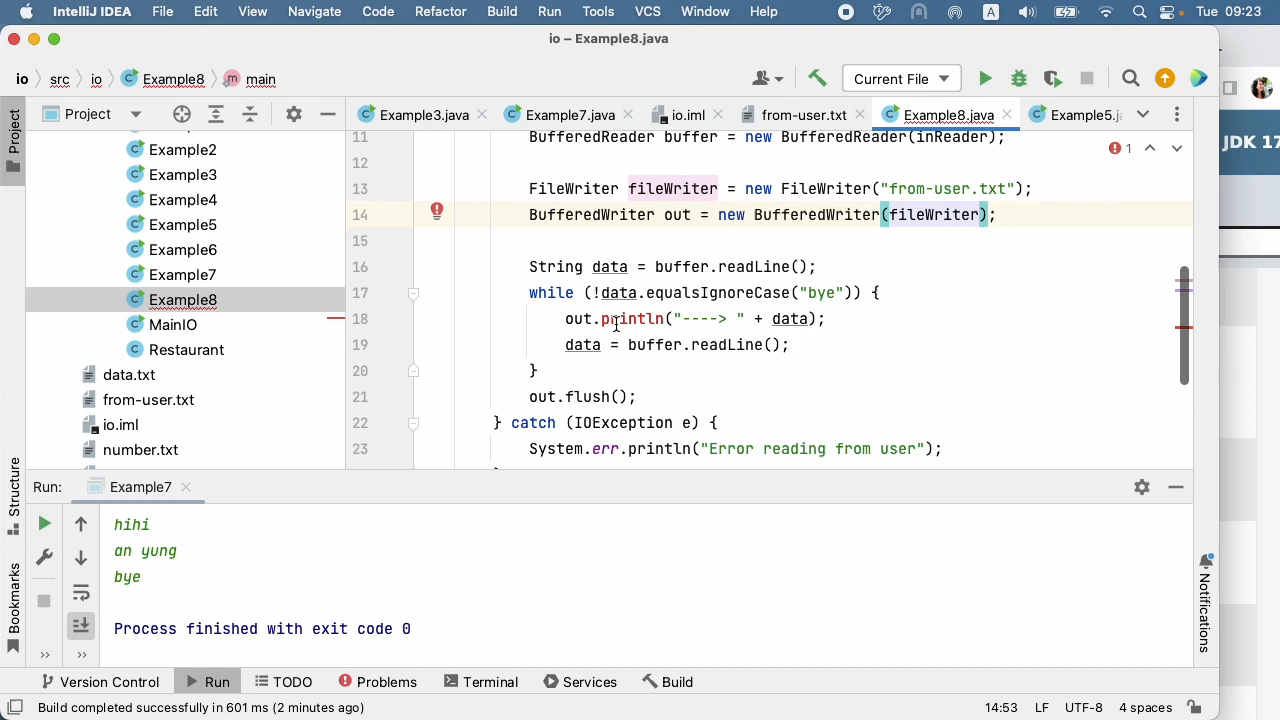 IntelliJ IDEA File Edit View Navigate Code Refactor Build Run Tools VCS Window Help A Tue 09:23
io – Example8.java
io src io Example8 main Current File
Project Example3.java Example7.java io.iml from-user.txt Example8.java Example5.j
JDK 17
Project
Example2
Example3
Example4
Example5
Example6
Example7
Example8
MainIO
Restaurant
data.txt
from-user.txt
io.iml
number.txt
1
11 BufferedReader buffer = new BufferedReader(inReader);
12
13 FileWriter fileWriter = new FileWriter("from-user.txt");
14 BufferedWriter out = new BufferedWriter(fileWriter);
15
16 String data = buffer.readLine();
17 while (!data.equalsIgnoreCase("bye")) {
18 out.println("----> " + data);
19 data = buffer.readLine();
20 }
21 out.flush();
22 } catch (IOException e) {
23 System.err.println("Error reading from user");
Structure
Bookmarks
Notifications
Run: Example7
hihi
an yung
bye
Process finished with exit code 0
Version Control Run TODO Problems Terminal Services Build
Build completed successfully in 601 ms (2 minutes ago) 14:53 LF UTF-8 4 spaces